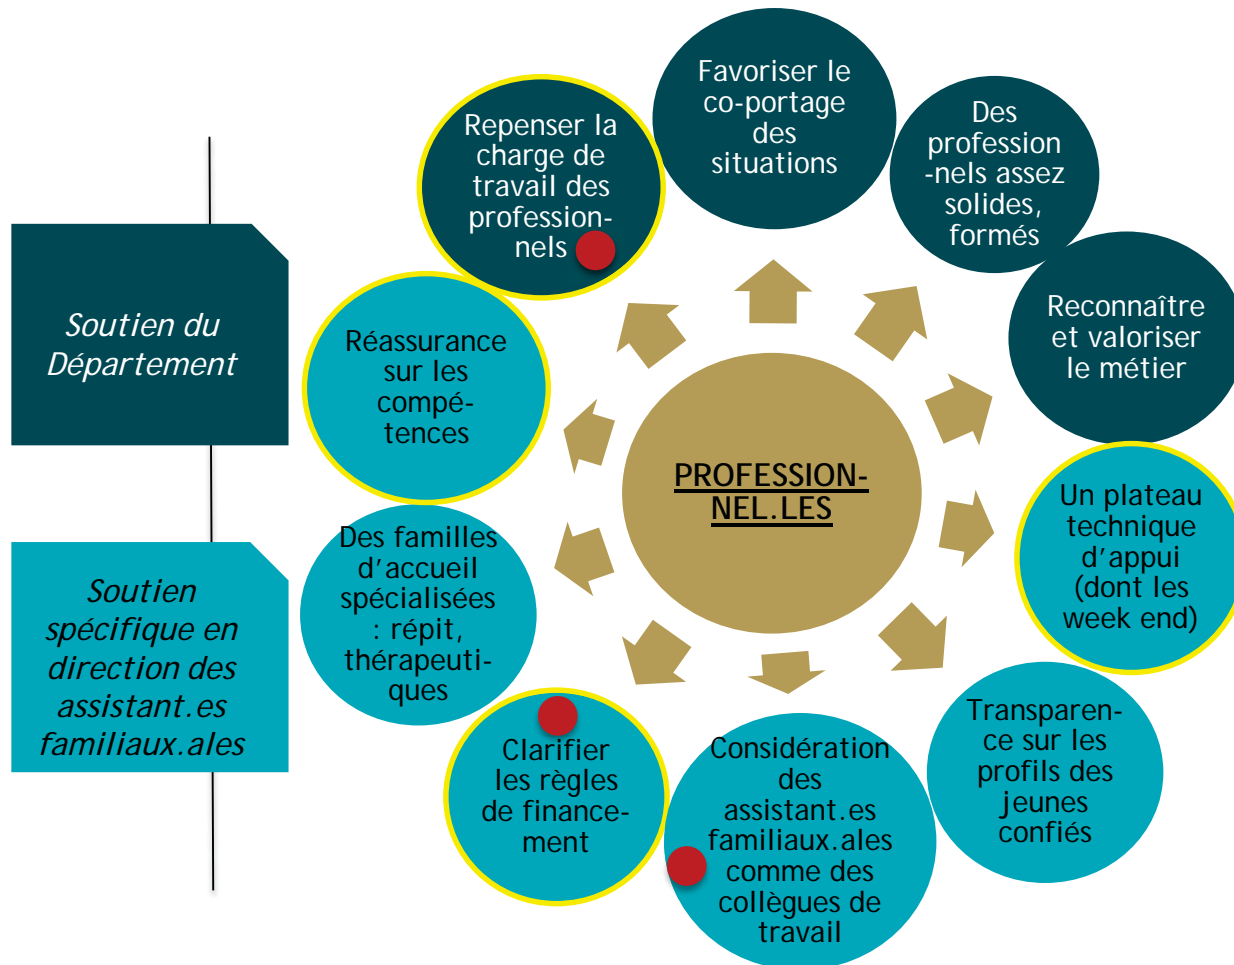 Soutien du
Département
Soutien
spécifique en
direction des
assistant.es
familiaux.ales
Favoriser le
co-portage
des
situations
Des
profession
-nels assez
solides,
formés
Reconnaître
et valoriser
le métier
Un plateau
technique
d'appui
(dont les
week end)
Transparen-
ce sur les
profils des
jeunes
confiés
Considération
des
assistant.es
familiaux.ales
comme des
collègues de
travail
Clarifier
les règles
de finance-
ment
Des familles
d'accueil
spécialisées
: répit,
thérapeuti-
ques
Réassurance
sur les
compé-
tences
Repenser la
charge de
travail des
profession-
nels
PROFESSION-
NEL.LES